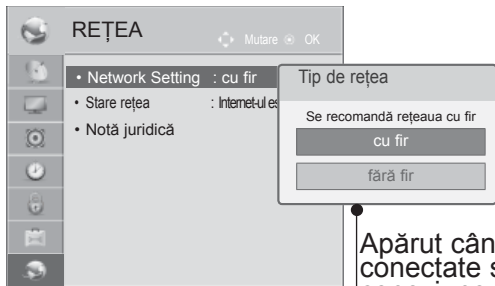 REȚEA
Mutare OK
• Network Setting : cu fir
• Stare rețea : Internet-ul es
• Notă juridică
Tip de rețea
Se recomandă rețeaua cu fir
cu fir
fără fir
Apărut cân
conectate s